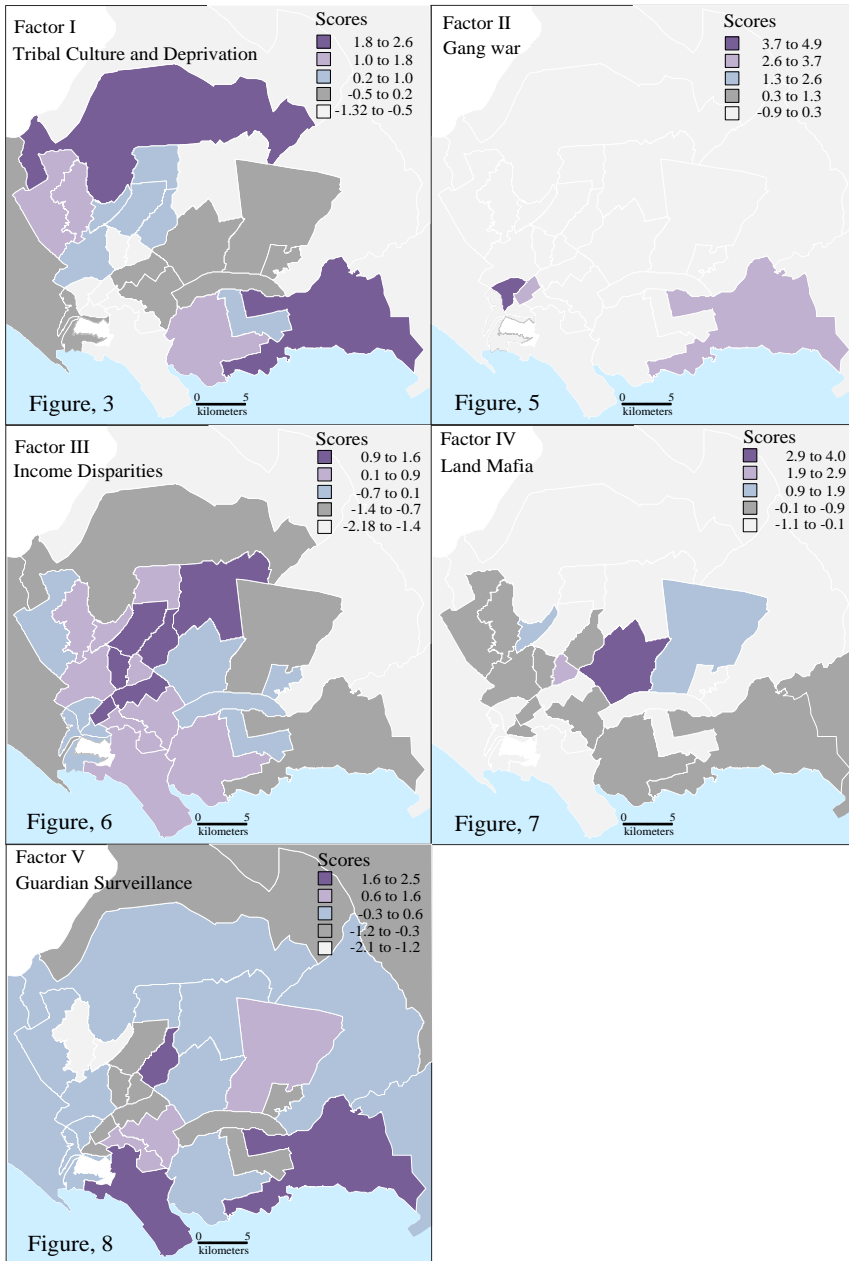 Factor I
Tribal Culture and Deprivation
Scores
1.8 to 2.6
1.0 to 1.8
0.2 to 1.0
-0.5 to 0.2
-1.32 to -0.5
Figure, 3
0 5
kilometers
Factor II
Gang war
Scores
3.7 to 4.9
2.6 to 3.7
1.3 to 2.6
0.3 to 1.3
-0.9 to 0.3
Figure, 5
0 5
kilometers
Factor III
Income Disparities
Scores
0.9 to 1.6
0.1 to 0.9
-0.7 to 0.1
-1.4 to -0.7
-2.18 to -1.4
Figure, 6
0 5
kilometers
Factor IV
Land Mafia
Scores
2.9 to 4.0
1.9 to 2.9
0.9 to 1.9
-0.1 to -0.9
-1.1 to -0.1
Figure, 7
0 5
kilometers
Factor V
Guardian Surveillance
Scores
1.6 to 2.5
0.6 to 1.6
-0.3 to 0.6
-1.2 to -0.3
-2.1 to -1.2
Figure, 8
0 5
kilometers